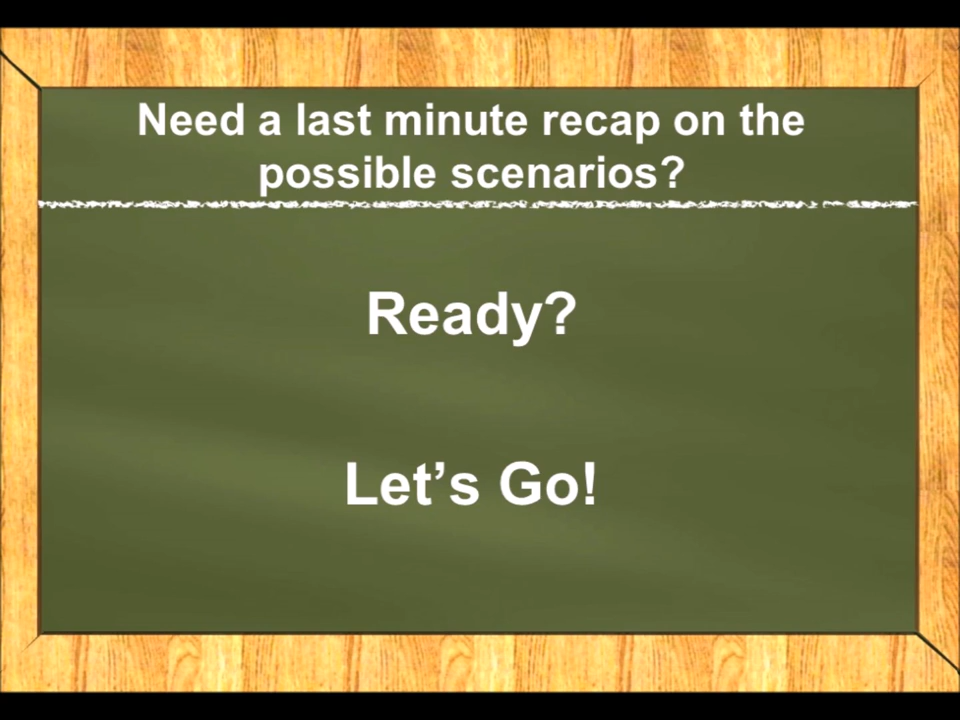 Need a last minute recap on the
possible scenarios?
Ready?
Let’s Go!